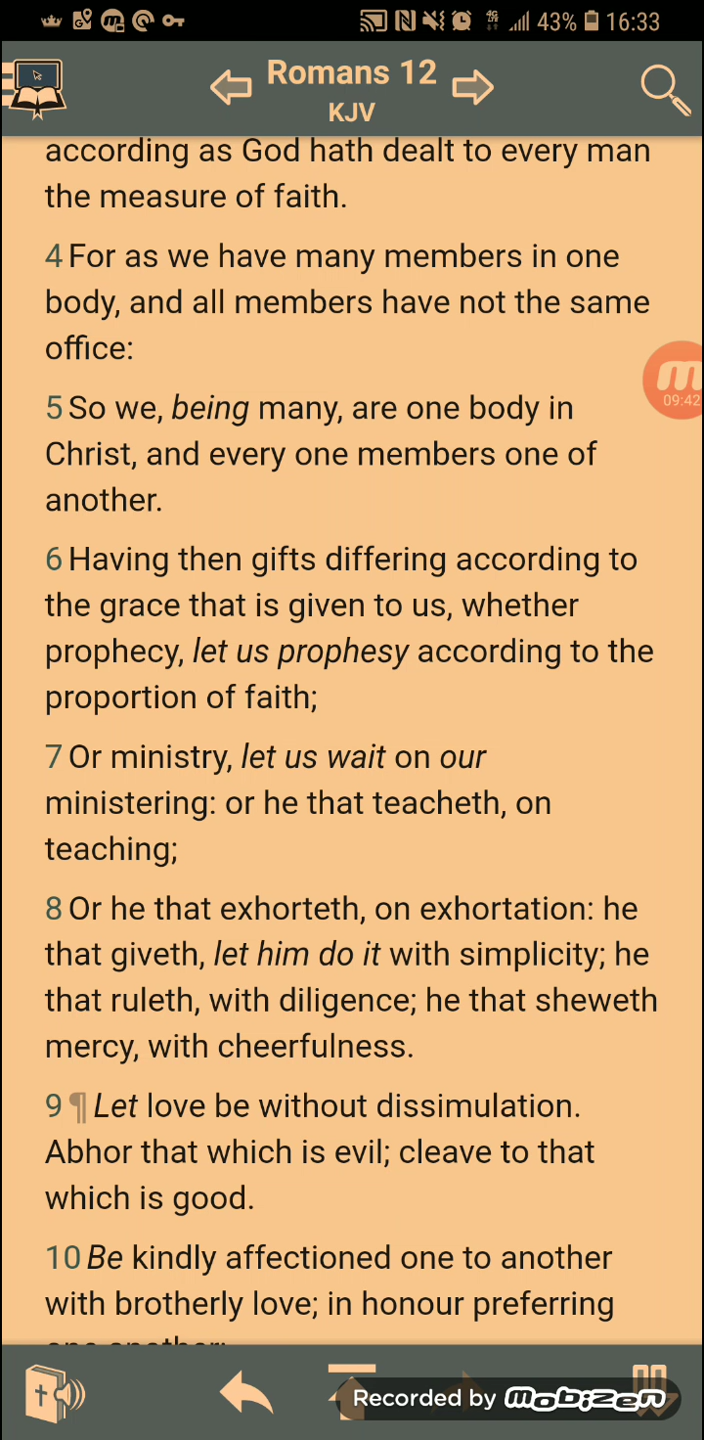 43% 16:33
Romans 12
KJV
according as God hath dealt to every man
the measure of faith.
4 For as we have many members in one
body, and all members have not the same
office:
09:42
5 So we, being many, are one body in
Christ, and every one members one of
another.
6 Having then gifts differing according to
the grace that is given to us, whether
prophecy, let us prophesy according to the
proportion of faith;
7 Or ministry, let us wait on our
ministering: or he that teacheth, on
teaching;
8 Or he that exhorteth, on exhortation: he
that giveth, let him do it with simplicity; he
that ruleth, with diligence; he that sheweth
mercy, with cheerfulness.
9 ¶ Let love be without dissimulation.
Abhor that which is evil; cleave to that
which is good.
10 Be kindly affectioned one to another
with brotherly love; in honour preferring
one another;
Recorded by mobizen